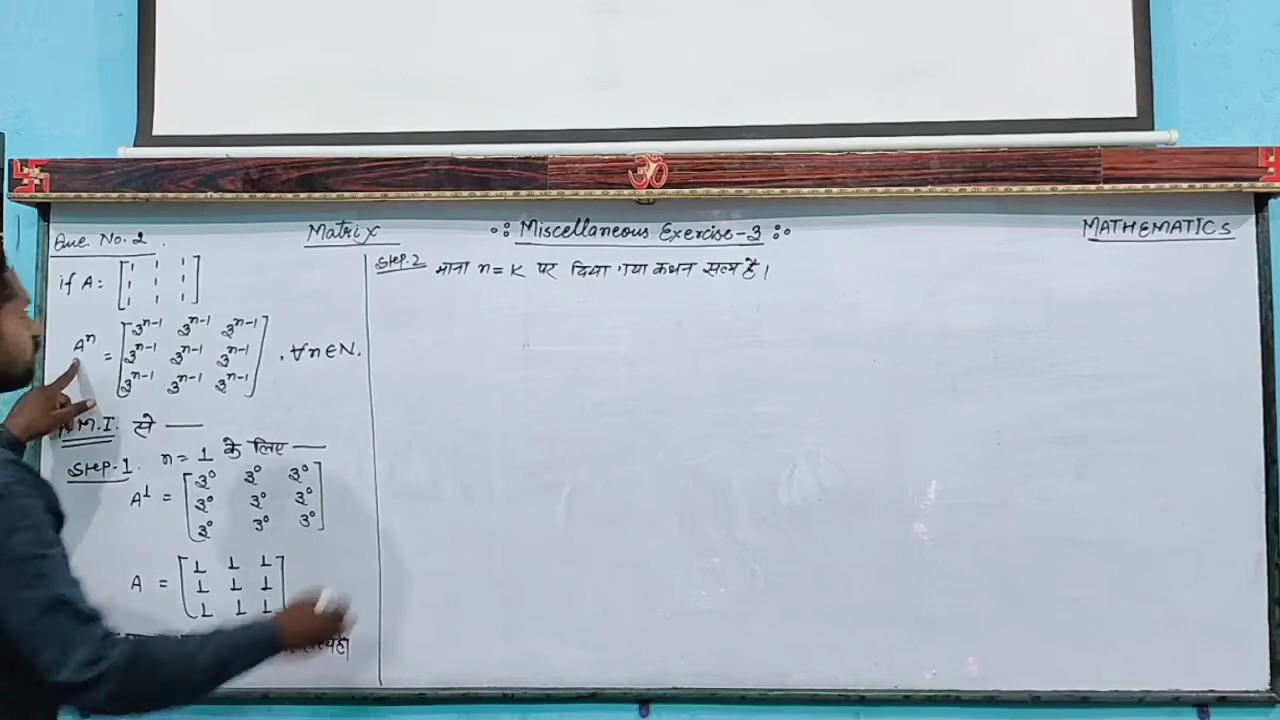 Matrix
Miscellaneous Exercise-3
MATHEMATICS
Que. No. 2
if A = [1 1 1
1 1 1
1 1 1]
Aⁿ = [3ⁿ⁻¹ 3ⁿ⁻¹ 3ⁿ⁻¹
3ⁿ⁻¹ 3ⁿ⁻¹ 3ⁿ⁻¹
3ⁿ⁻¹ 3ⁿ⁻¹ 3ⁿ⁻¹] , ∀n∈N.
.M.I. से —
Step-1. n = 1 के लिए —
A¹ = [3⁰ 3⁰ 3⁰
3⁰ 3⁰ 3⁰
3⁰ 3⁰ 3⁰]
A = [1 1 1
1 1 1
1 1 1]
Step-2 माना n = K पर दिया गया कथन सत्य है।